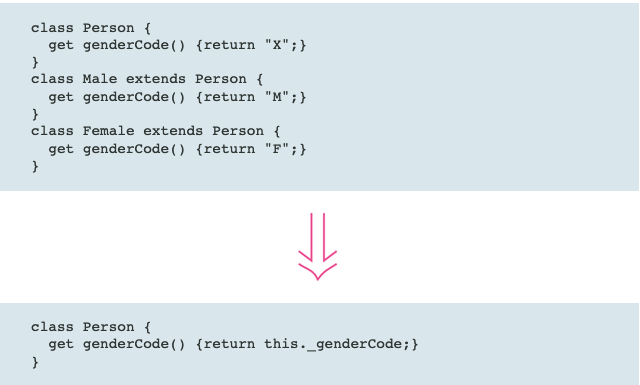 class Person {
  get genderCode() {return "X";}
}
class Male extends Person {
  get genderCode() {return "M";}
}
class Female extends Person {
  get genderCode() {return "F";}
}
class Person {
  get genderCode() {return this._genderCode;}
}